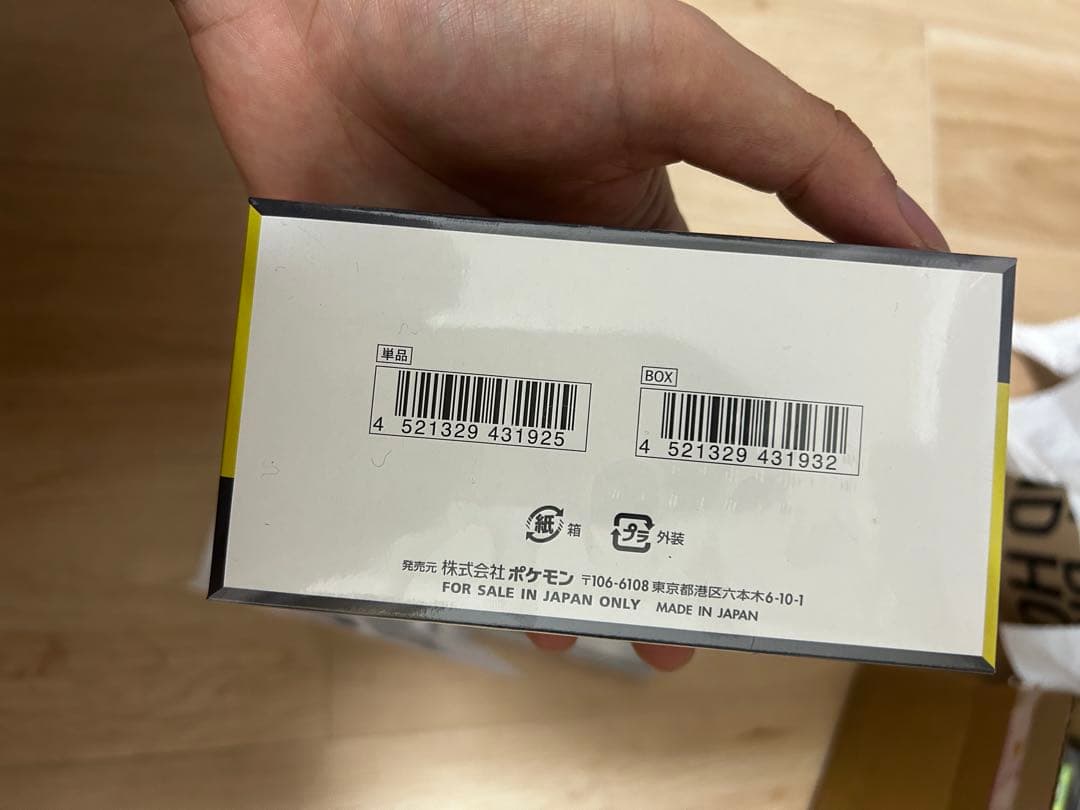 単品
4 521329 431925
BOX
4 521329 431932
紙 箱
プラ 外装
発売元 株式会社ポケモン 〒106-6108 東京都港区六本木6-10-1
FOR SALE IN JAPAN ONLY MADE IN JAPAN